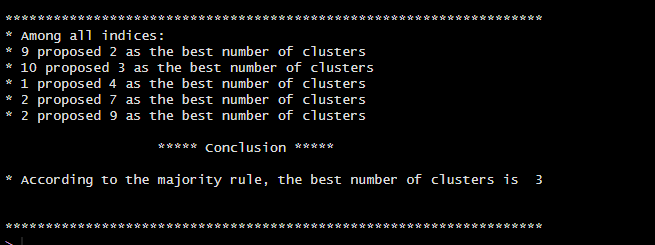 *******************************************************************
* Among all indices:
* 9 proposed 2 as the best number of clusters
* 10 proposed 3 as the best number of clusters
* 1 proposed 4 as the best number of clusters
* 2 proposed 7 as the best number of clusters
* 2 proposed 9 as the best number of clusters
***** Conclusion *****
* According to the majority rule, the best number of clusters is  3
*******************************************************************
>